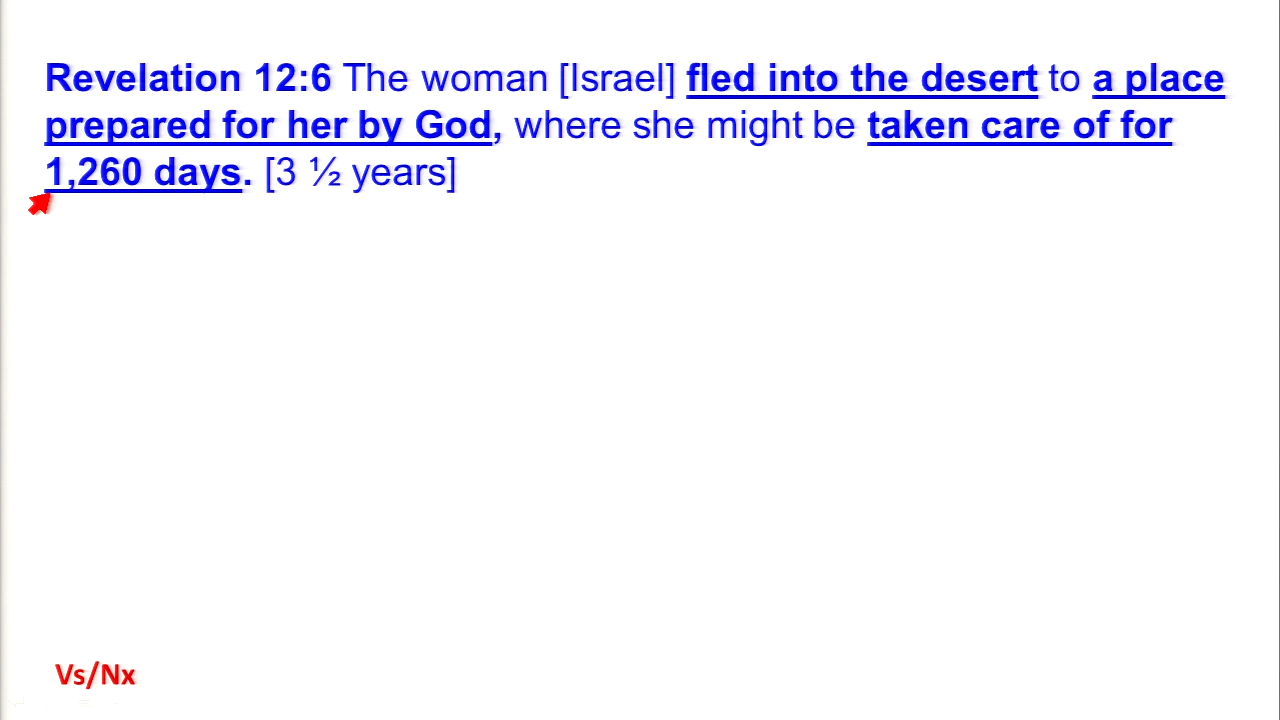 Revelation 12:6 The woman [Israel] fled into the desert to a place
prepared for her by God, where she might be taken care of for
1,260 days. [3 ½ years]
Vs/Nx